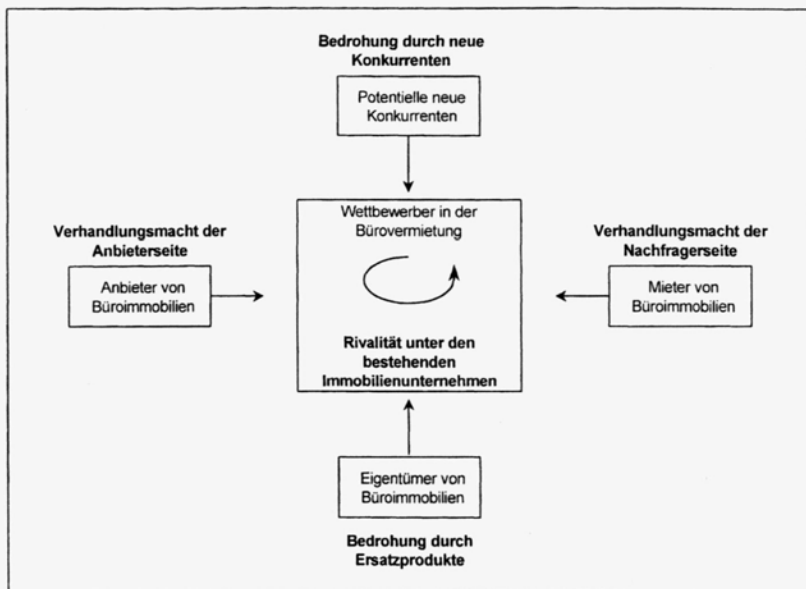 Bedrohung durch neue
Konkurrenten
Potentielle neue
Konkurrenten
Wettbewerber in der
Bürovermietung
Verhandlungsmacht der
Anbieterseite
Anbieter von
Büroimmobilien
Verhandlungsmacht der
Nachfragerseite
Mieter von
Büroimmobilien
Rivalität unter den
bestehenden
Immobilienunternehmen
Eigentümer von
Büroimmobilien
Bedrohung durch
Ersatzprodukte